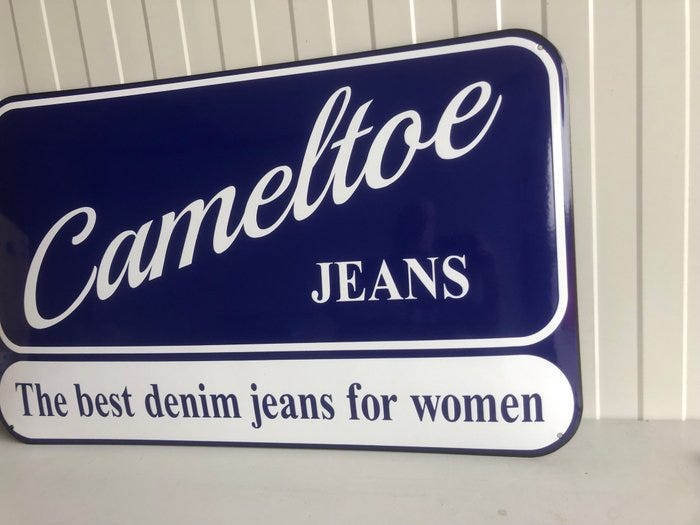 Cameltoe
JEANS
The best denim jeans for women